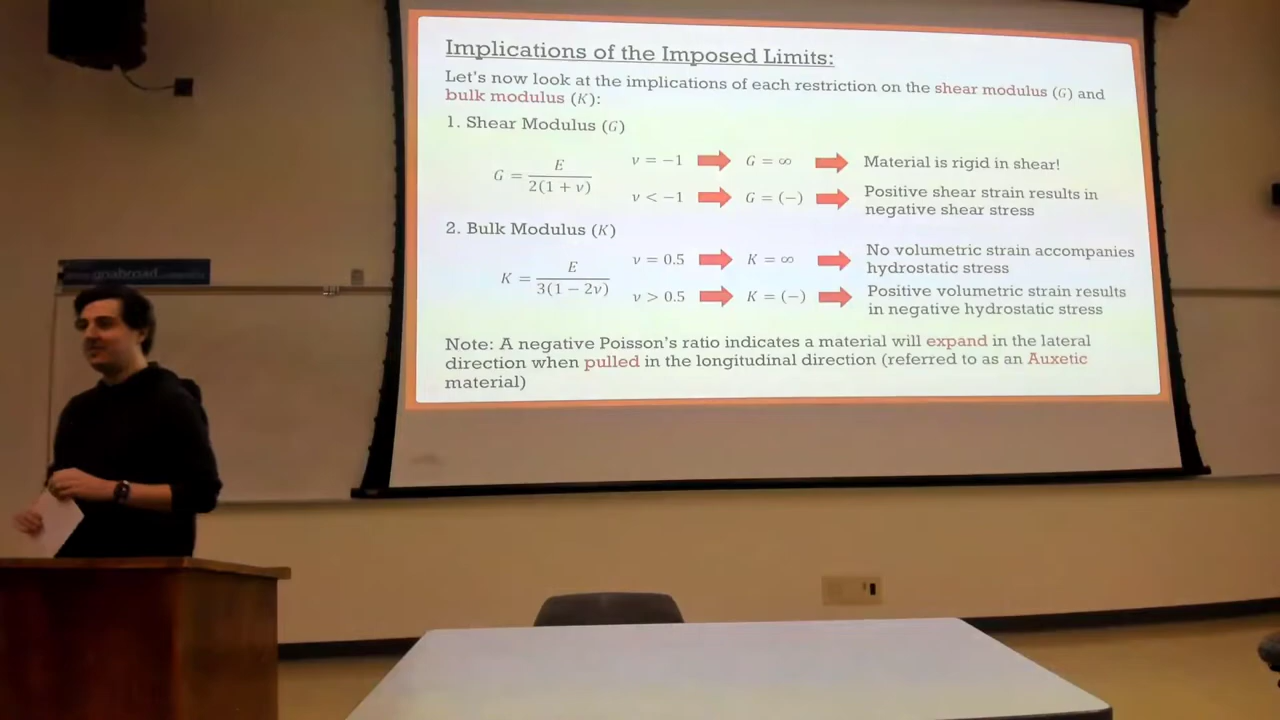 Implications of the Imposed Limits:
Let's now look at the implications of each restriction on the shear modulus (G) and
bulk modulus (K):
1. Shear Modulus (G)
G = E / 2(1 + ν)
ν = −1 G = ∞ Material is rigid in shear!
ν < −1 G = (−) Positive shear strain results in
negative shear stress
2. Bulk Modulus (K)
K = E / 3(1 − 2ν)
ν = 0.5 K = ∞ No volumetric strain accompanies
hydrostatic stress
ν > 0.5 K = (−) Positive volumetric strain results
in negative hydrostatic stress
Note: A negative Poisson's ratio indicates a material will expand in the lateral
direction when pulled in the longitudinal direction (referred to as an Auxetic
material)
goabroad